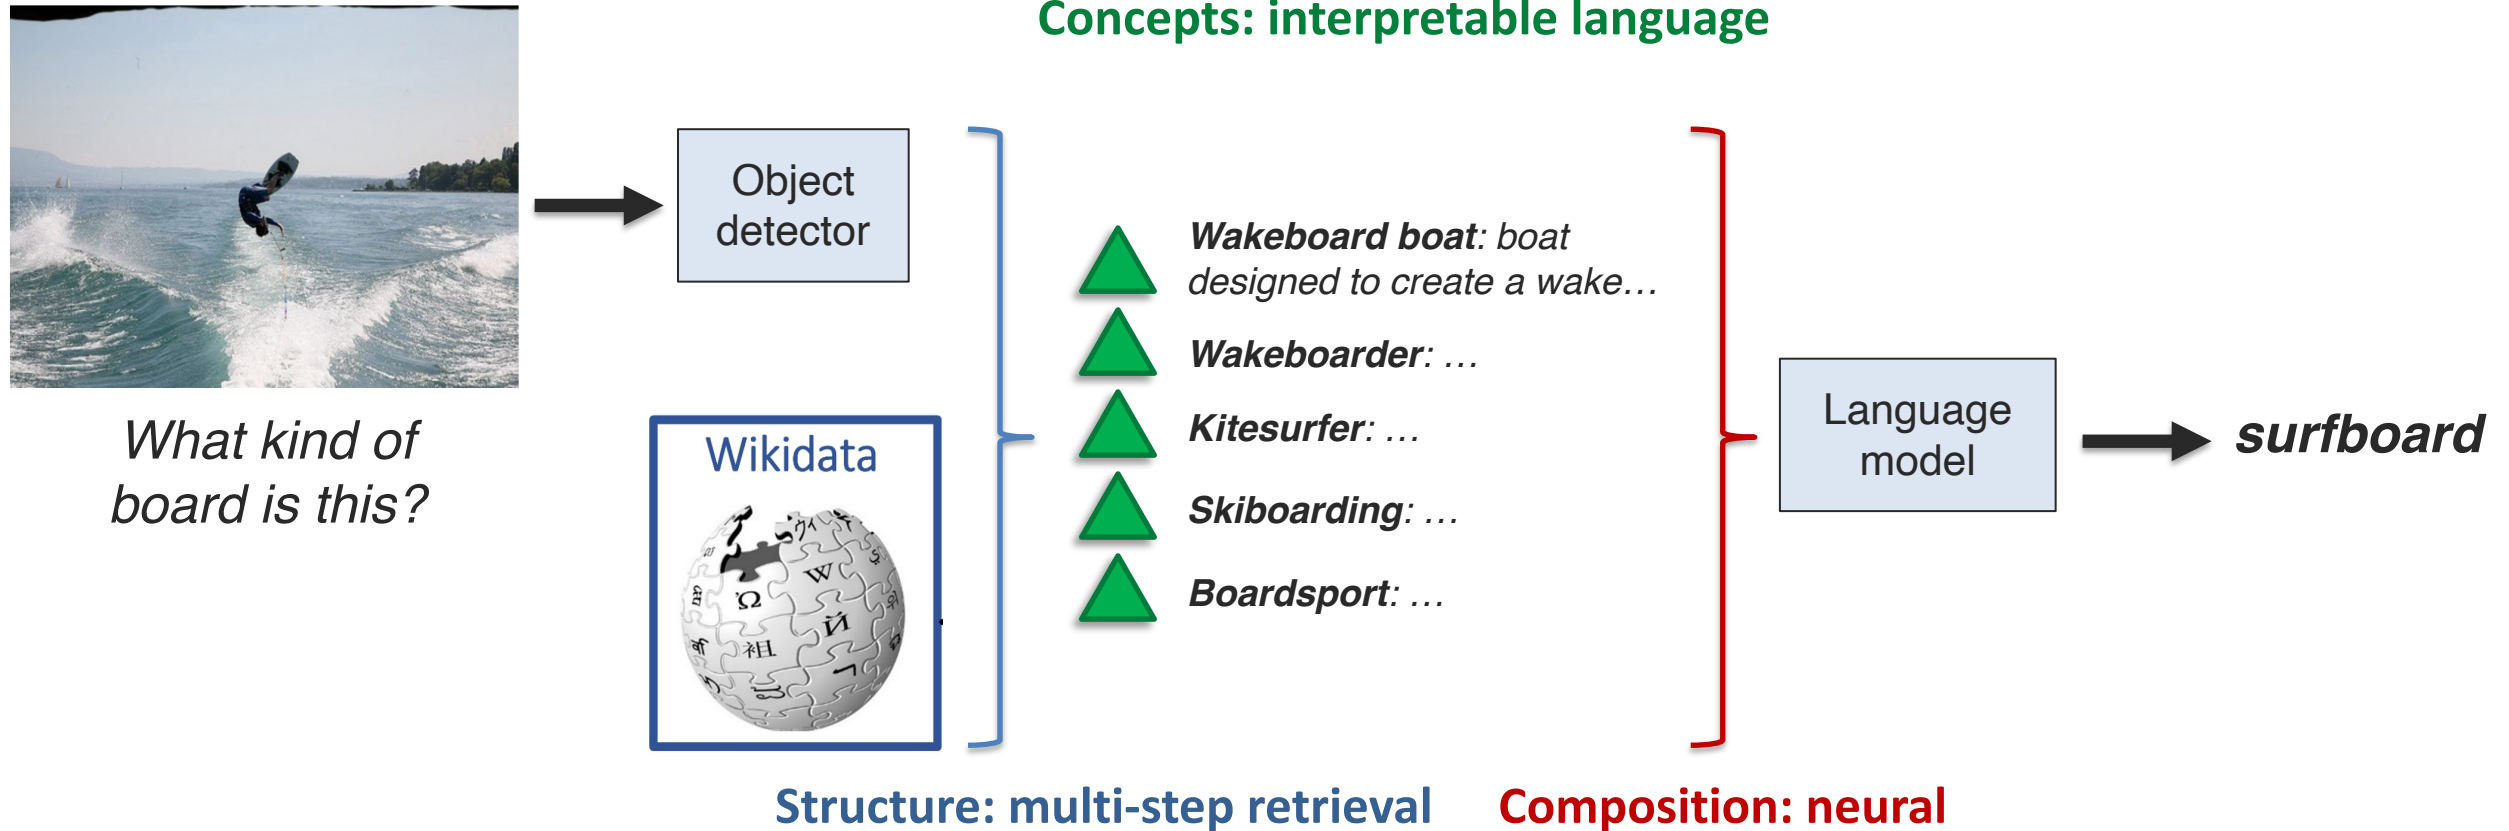 Concepts: interpretable language
What kind of
board is this?
Object
detector
Wikidata
Ω
W
И
祖
Wakeboard boat: boat
designed to create a wake…
Wakeboarder: …
Kitesurfer: …
Skiboarding: …
Boardsport: …
Language
model
surfboard
Structure: multi-step retrieval
Composition: neural